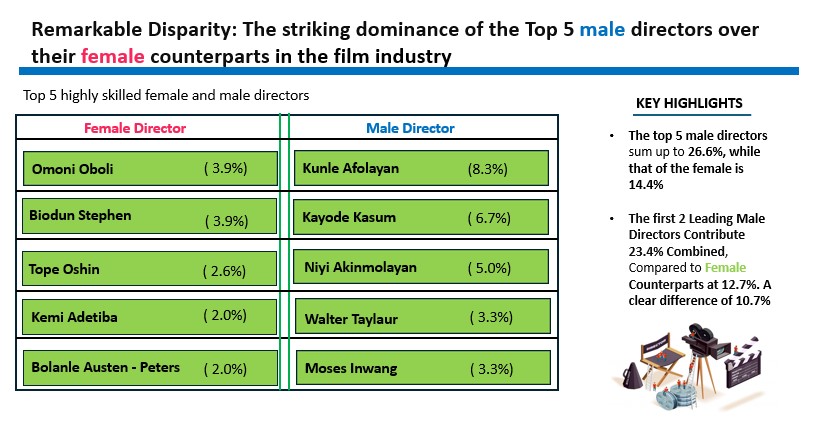 Remarkable Disparity: The striking dominance of the Top 5 male directors over
their female counterparts in the film industry
Top 5 highly skilled female and male directors
Female Director
Male Director
Omoni Oboli ( 3.9%)
Kunle Afolayan (8.3%)
Biodun Stephen ( 3.9%)
Kayode Kasum ( 6.7%)
Tope Oshin ( 2.6%)
Niyi Akinmolayan ( 5.0%)
Kemi Adetiba ( 2.0%)
Walter Taylaur ( 3.3%)
Bolanle Austen - Peters ( 2.0%)
Moses Inwang ( 3.3%)
KEY HIGHLIGHTS
• The top 5 male directors
sum up to 26.6%, while
that of the female is
14.4%
• The first 2 Leading Male
Directors Contribute
23.4% Combined,
Compared to Female
Counterparts at 12.7%. A
clear difference of 10.7%